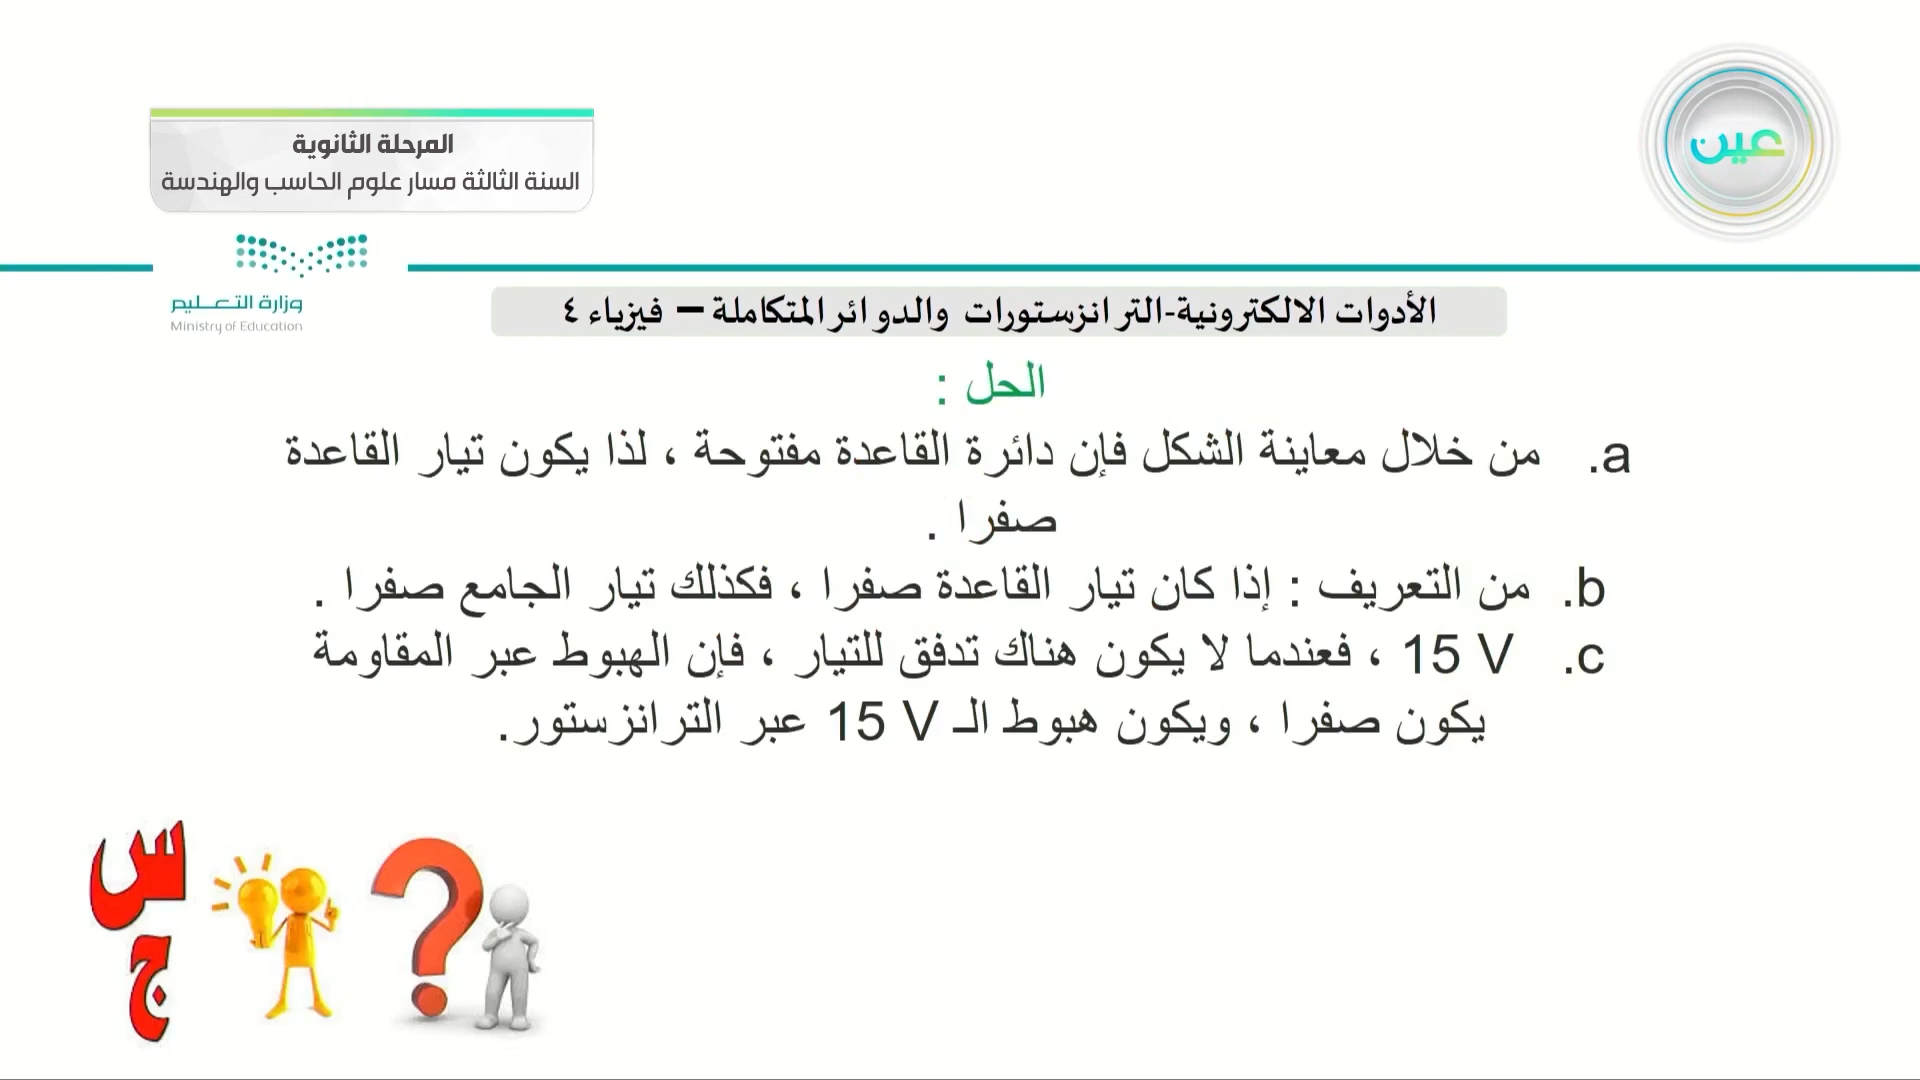 المرحلة الثانوية
السنة الثالثة مسار علوم الحاسب والهندسة
عين
وزارة التعـــليم
Ministry of Education
الأدوات الالكترونية-الترانزستورات والدوائر المتكاملة – فيزياء ٤
الحل :
a. من خلال معاينة الشكل فإن دائرة القاعدة مفتوحة ، لذا يكون تيار القاعدة
صفرا .
b. من التعريف : إذا كان تيار القاعدة صفرا ، فكذلك تيار الجامع صفرا .
c. 15 V ، فعندما لا يكون هناك تدفق للتيار ، فإن الهبوط عبر المقاومة
يكون صفرا ، ويكون هبوط الـ 15 V عبر الترانزستور.
س
ج